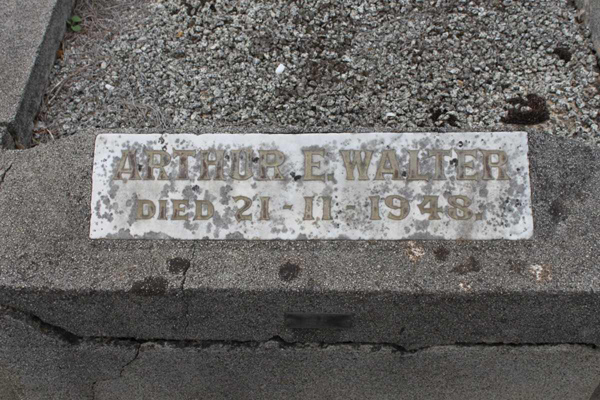 ARTHUR E. WALTER
DIED 21 - 11 - 1948.